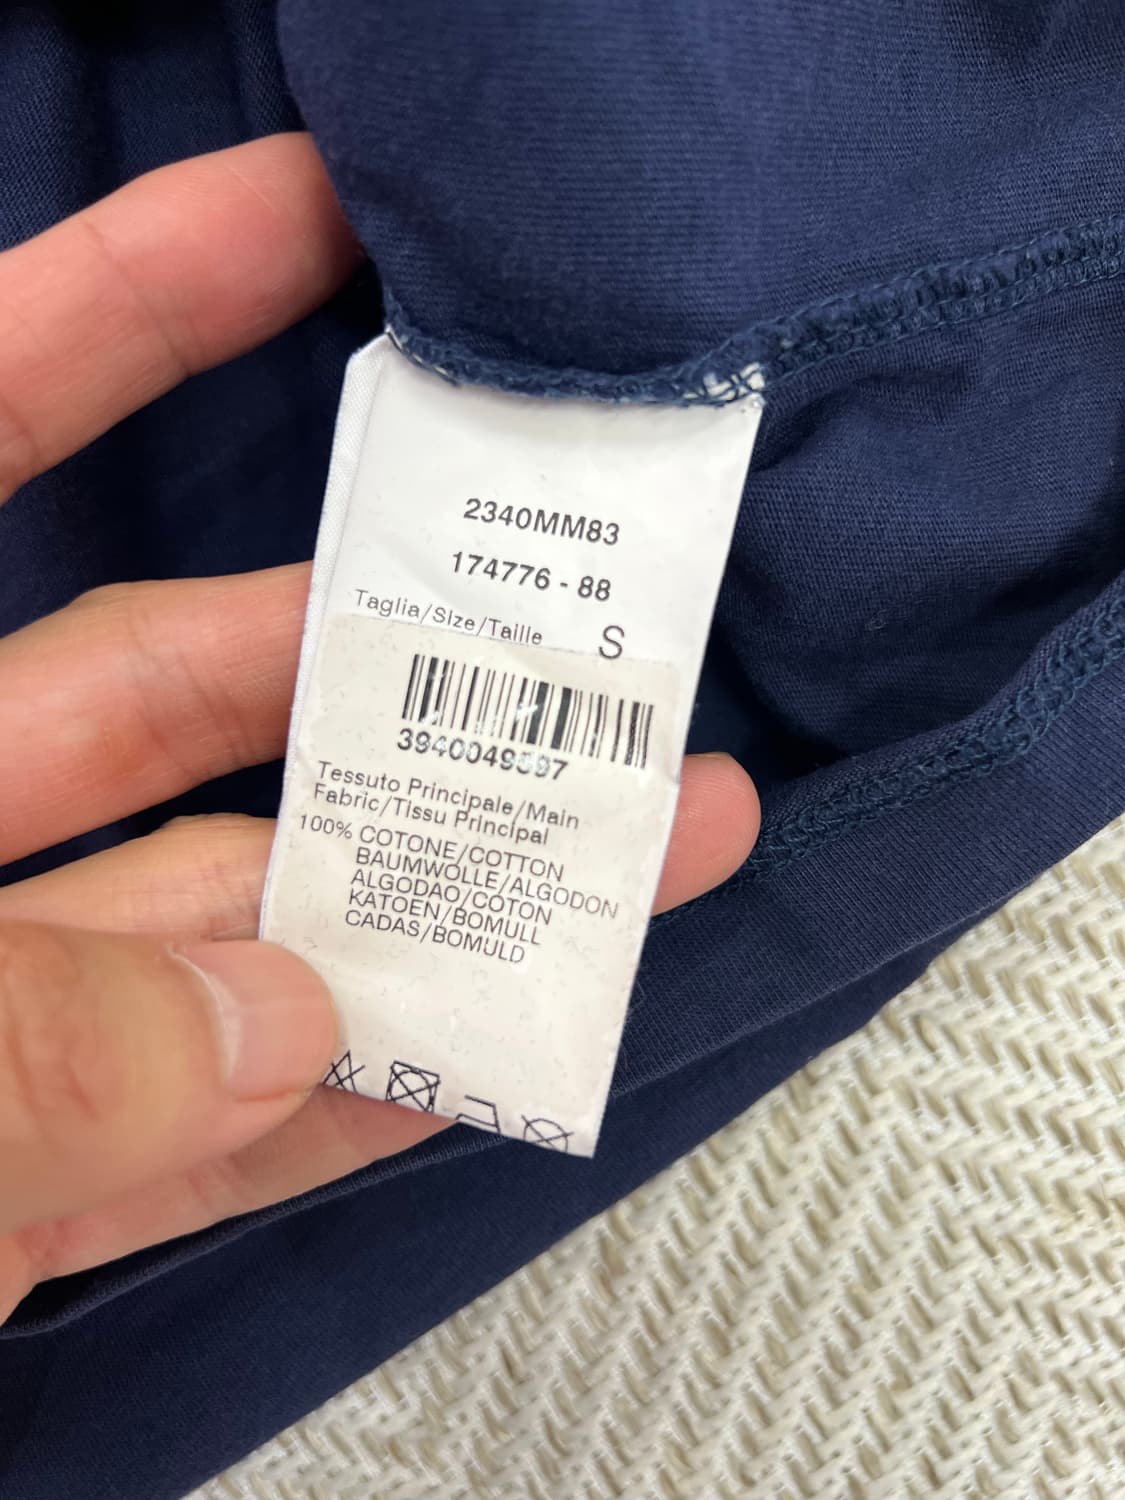 2340MM83
174776 - 88
Taglia/SIze/Taille S
3940049897
Tessuto Principale/Main
Fabric/Tissu Principal
100% COTONE/COTTON
BAUMWOLLE/ALGODON
ALGODAO/COTON
KATOEN/BOMULL
CADAS/BOMULD